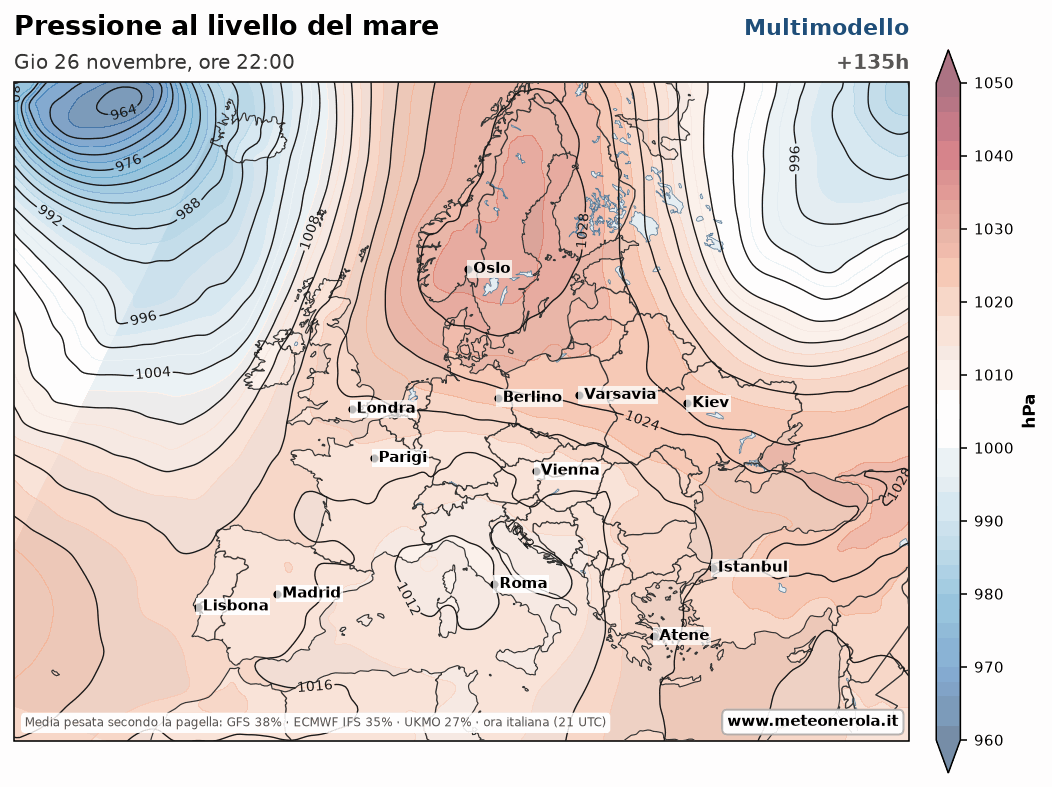 Pressione al livello del mare
Multimodello
Gio 26 novembre, ore 22:00
+135h
964
976
992
988
1008
996
1004
996
1028
1024
1028
1012
1012
1016
Oslo
Londra
Berlino
Varsavia
Kiev
Parigi
Vienna
Istanbul
Madrid
Roma
Lisbona
Atene
Media pesata secondo la pagella: GFS 38% · ECMWF IFS 35% · UKMO 27% · ora italiana (21 UTC)
www.meteonerola.it
1050
1040
1030
1020
1010
1000
990
980
970
960
hPa